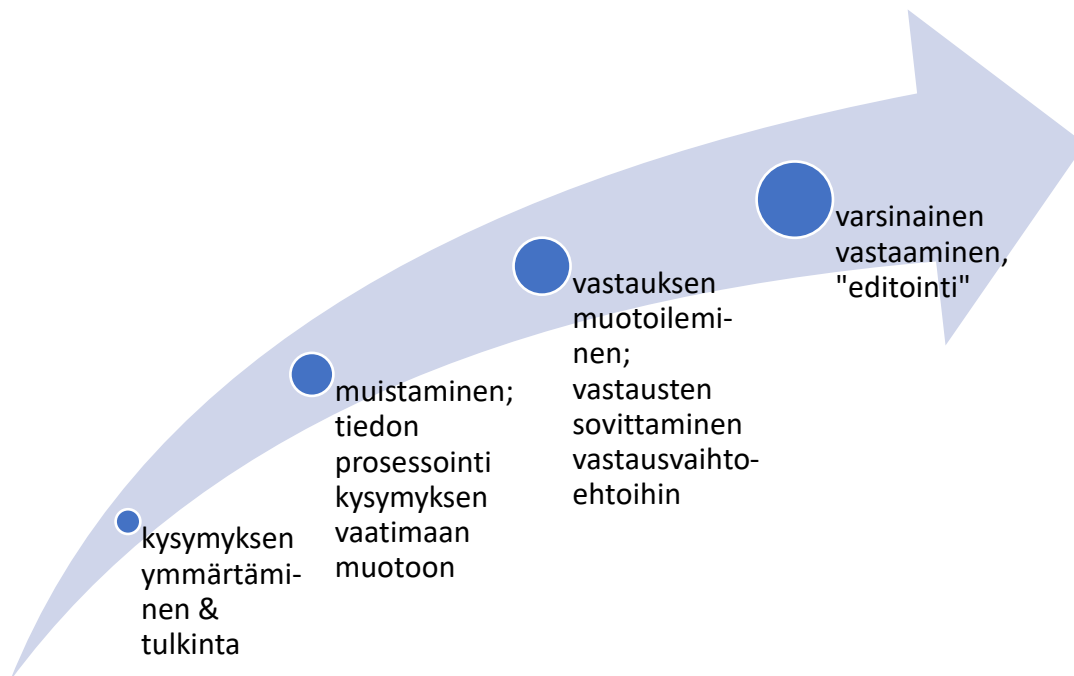 kysymyksen
ymmärtämi-
nen &
tulkinta
muistaminen;
tiedon
prosessointi
kysymyksen
vaatimaan
muotoon
vastauksen
muotoilemi-
nen;
vastausten
sovittaminen
vastausvaihto-
ehtoihin
varsinainen
vastaaminen,
"editointi"